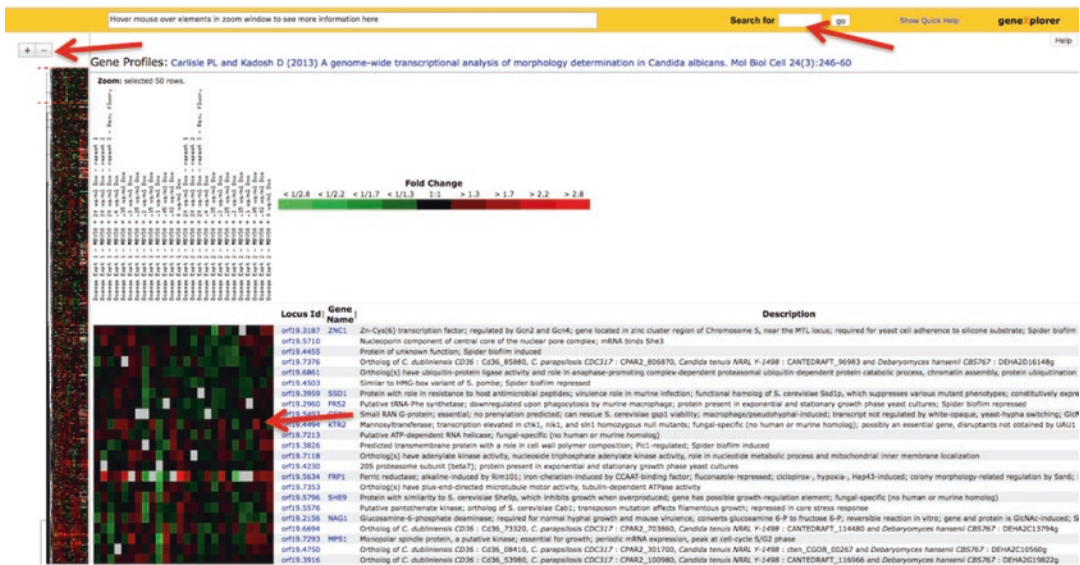 Hover mouse over elements in zoom window to see more information here
Search for go Show Quick Help geneXplorer
Help
+ −
Gene Profiles: Carlisle PL and Kadosh D (2013) A genome-wide transcriptional analysis of morphology determination in Candida albicans. Mol Biol Cell 24(3):246-60
Zoom: selected 50 rows.
Fold Change
< 1/2.8 < 1/2.2 < 1/1.7 < 1/1.3 1:1 > 1.3 > 1.7 > 2.2 > 2.8
Locus Id Gene Name Description
orf19.3187 ZNC1 Zn-Cys(6) transcription factor; regulated by Gcn2 and Gcn4; gene located in zinc cluster region of Chromosome 5, near the MTL locus; required for yeast cell adherence to silicone substrate; Spider biofilm
orf19.5710 Nucleoporin component of central core of the nuclear pore complex; mRNA binds She3
orf19.4455 Protein of unknown function; Spider biofilm induced
orf19.7376 Ortholog of C. dubliniensis CD36 : Cd36_85880, C. parapsilosis CDC317 : CPAR2_806870, Candida tenuis NRRL Y-1498 : CANTEDRAFT_96983 and Debaryomyces hansenii CBS767 : DEHA2D16148g
orf19.6861 Ortholog(s) have ubiquitin-protein ligase activity and role in anaphase-promoting complex-dependent proteasomal ubiquitin-dependent protein catabolic process, chromatin assembly, protein ubiquitination
orf19.4503 Similar to HMG-box variant of S. pombe; Spider biofilm repressed
orf19.3959 SSD1 Protein with role in resistance to host antimicrobial peptides; virulence role in murine infection; functional homolog of S. cerevisiae Ssd1p, which suppresses various mutant phenotypes; constitutively expre
orf19.2960 FRS2 Putative tRNA-Phe synthetase; downregulated upon phagocytosis by murine macrophage; protein present in exponential and stationary growth phase yeast cultures; Spider biofilm repressed
Small RAN G-protein; essential; no prenylation predicted; can rescue S. cerevisiae gsp1 viability; macrophage/pseudohyphal-induced; transcript not regulated by white-opaque, yeast-hypha switching;
orf19.4494 KTR2 Mannosyltransferase; transcription elevated in chk1, nik1, and sln1 homozygous null mutants; fungal-specific (no human or murine homolog); possibly an essential gene, disruptants not obtained by UAU1
orf19.7213 Putative ATP-dependent RNA helicase; fungal-specific (no human or murine homolog)
orf19.3826 Predicted transmembrane protein with a role in cell wall polymer composition; Plc1-regulated; Spider biofilm induced
orf19.7118 Ortholog(s) have adenylate kinase activity, nucleoside triphosphate adenylate kinase activity, role in nucleotide metabolic process and mitochondrial inner membrane localization
orf19.4230 20S proteasome subunit (beta7); protein present in exponential and stationary growth phase yeast cultures
orf19.5634 FRP1 Ferric reductase; alkaline-induced by Rim101; iron-chelation-induced by CCAAT-binding factor; fluconazole-repressed; ciclopirox-, hypoxia-, Hap43-induced; colony morphology-related regulation by Ssn6;
orf19.7353 Ortholog(s) have plus-end-directed microtubule motor activity, tubulin-dependent ATPase activity
orf19.5796 SHE9 Protein with similarity to S. cerevisiae She9p, which inhibits growth when overproduced; gene has possible growth-regulation element; fungal-specific (no human or murine homolog)
orf19.5576 Putative pantothenate kinase; ortholog of S. cerevisiae Cab1; transposon mutation affects filamentous growth; repressed in core stress response
orf19.2156 NAG1 Glucosamine-6-phosphate deaminase; required for normal hyphal growth and mouse virulence; converts glucosamine 6-P to fructose 6-P; reversible reaction in vitro; gene and protein is GlcNAc-induced; S
orf19.6694 Ortholog of C. dubliniensis CD36 : Cd36_73320, C. parapsilosis CDC317 : CPAR2_703860, Candida tenuis NRRL Y-1498 : CANTEDRAFT_114480 and Debaryomyces hansenii CBS767 : DEHA2C13794g
orf19.7293 MPS1 Monopolar spindle protein, a putative kinase; essential for growth; periodic mRNA expression, peak at cell-cycle S/G2 phase
orf19.4750 Ortholog of C. dubliniensis CD36 : Cd36_08410, C. parapsilosis CDC317 : CPAR2_301700, Candida tenuis NRRL Y-1498 : cten_CGOB_00267 and Debaryomyces hansenii CBS767 : DEHA2C10560g
orf19.3916 Ortholog of C. dubliniensis CD36 : Cd36_53980, C. parapsilosis CDC317 : CPAR2_100980, Candida tenuis NRRL Y-1498 : CANTEDRAFT_116966 and Debaryomyces hansenii CBS767 : DEHA2G19822g